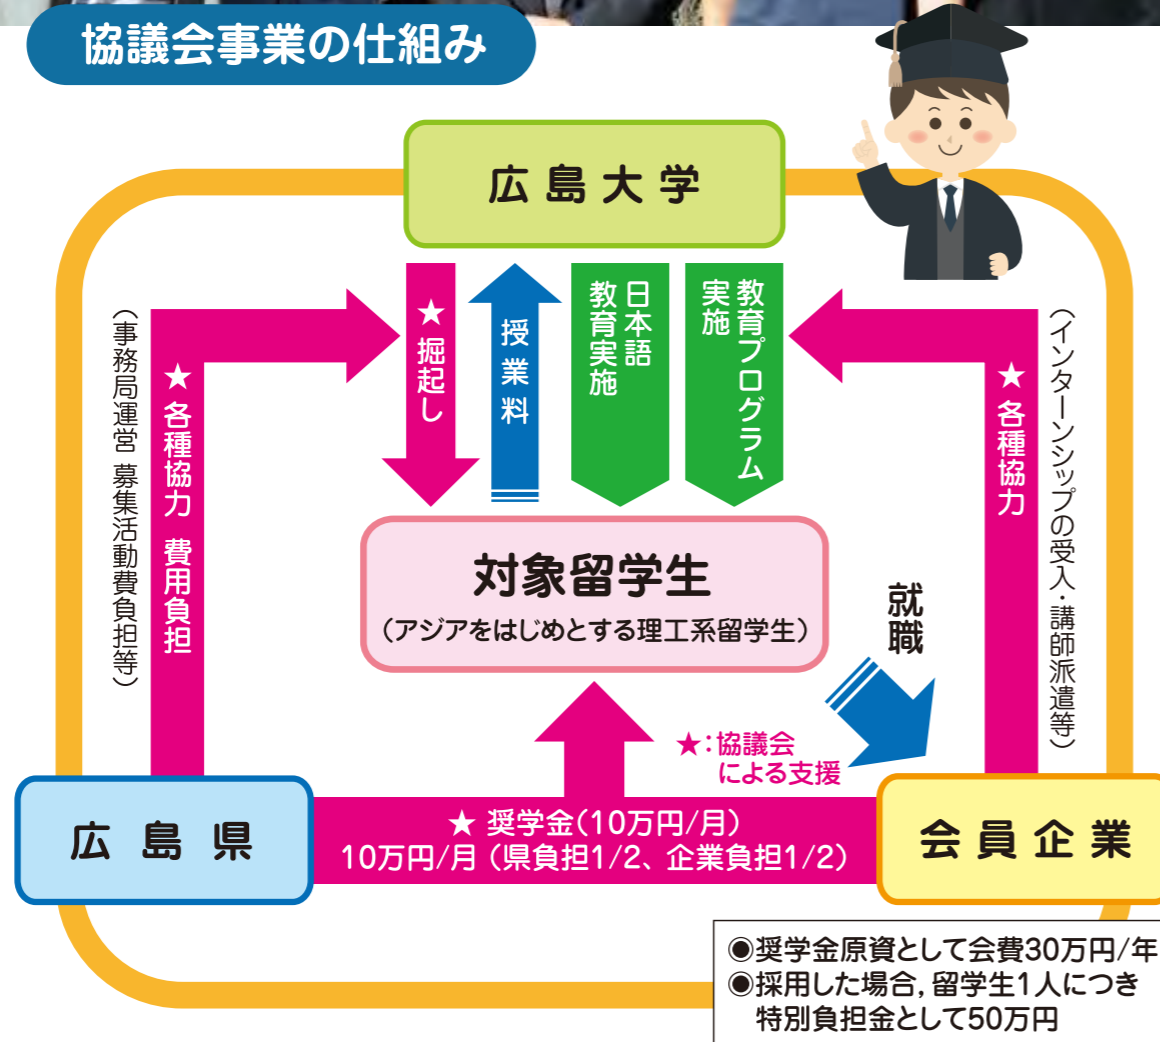 協議会事業の仕組み
広島大学
★掘起し
授業料
日本語
教育実施
教育プログラム
実施
★各種協力 費用負担
（事務局運営 募集活動費負担等）
★各種協力
（インターンシップの受入・講師派遣等）
対象留学生
（アジアをはじめとする理工系留学生）
就職
★：協議会
による支援
広島県
★ 奨学金（10万円/月）
10万円/月（県負担1/2、企業負担1/2）
会員企業
◉奨学金原資として会費30万円/年
◉採用した場合，留学生1人につき
特別負担金として50万円